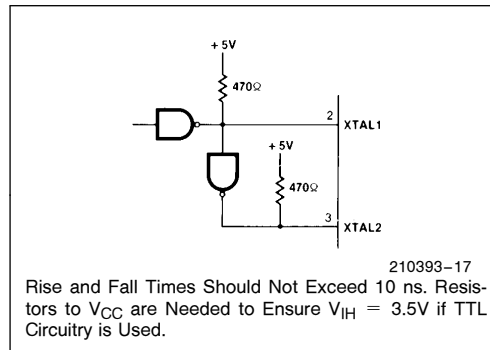 + 5V
470Ω
2
XTAL1
+ 5V
470Ω
3
XTAL2
210393–17
Rise and Fall Times Should Not Exceed 10 ns. Resis-
tors to VCC are Needed to Ensure VIH = 3.5V if TTL
Circuitry is Used.